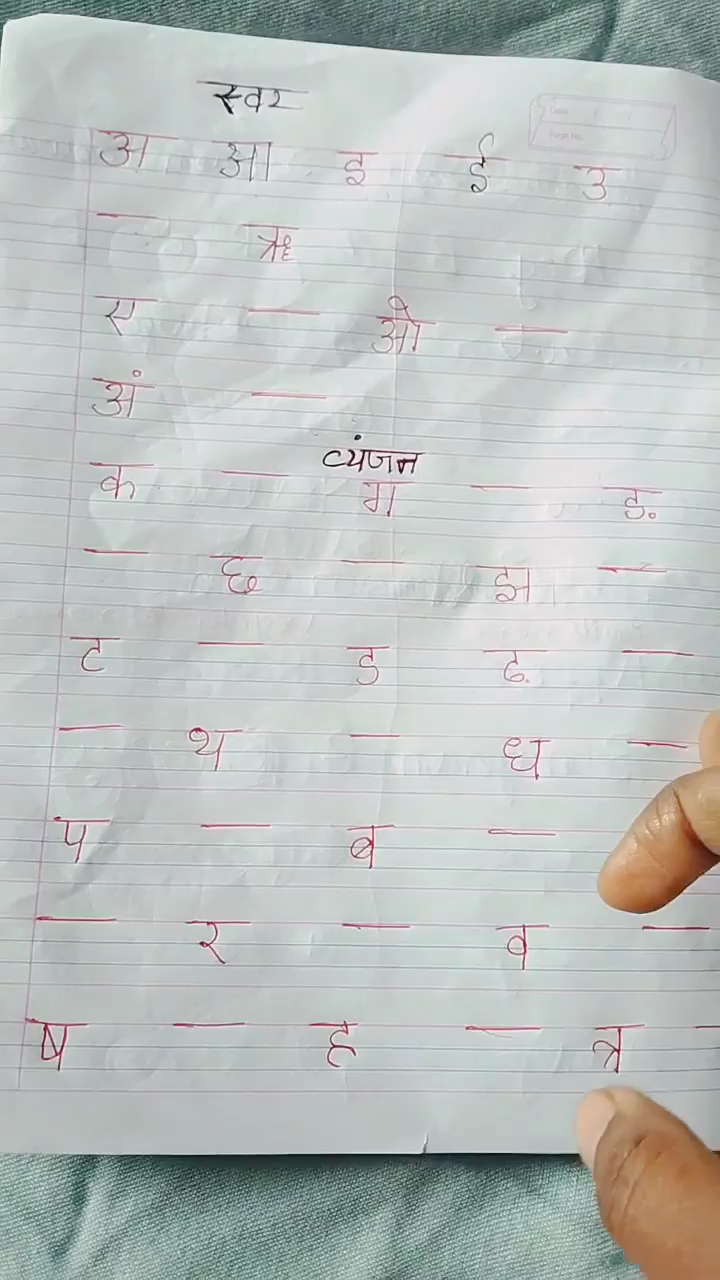 स्वर
अ आ इ ई उ
_ ऋ
ए _ ओ _
अं _
व्यंजन
क _ ग _ ङ
_ छ _ झ _
ट _ ड ढ _
_ थ _ ध _
प _ ब _
_ र _ व _
ष _ ह _ त्र _